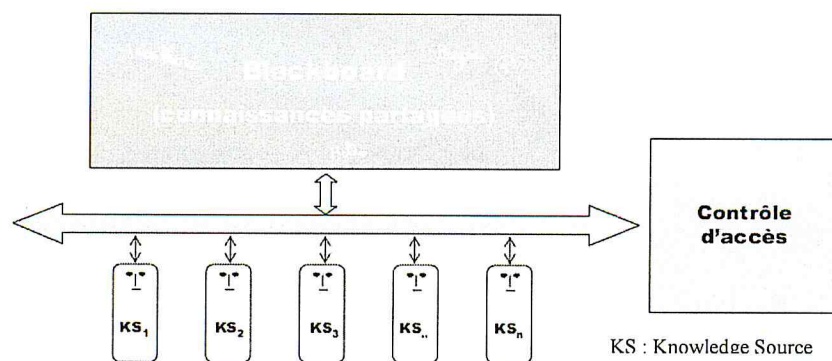 Blackboard
(connaissances partagées)
Contrôle
d'accès
KS1
KS2
KS3
KS..
KSn
KS : Knowledge Source